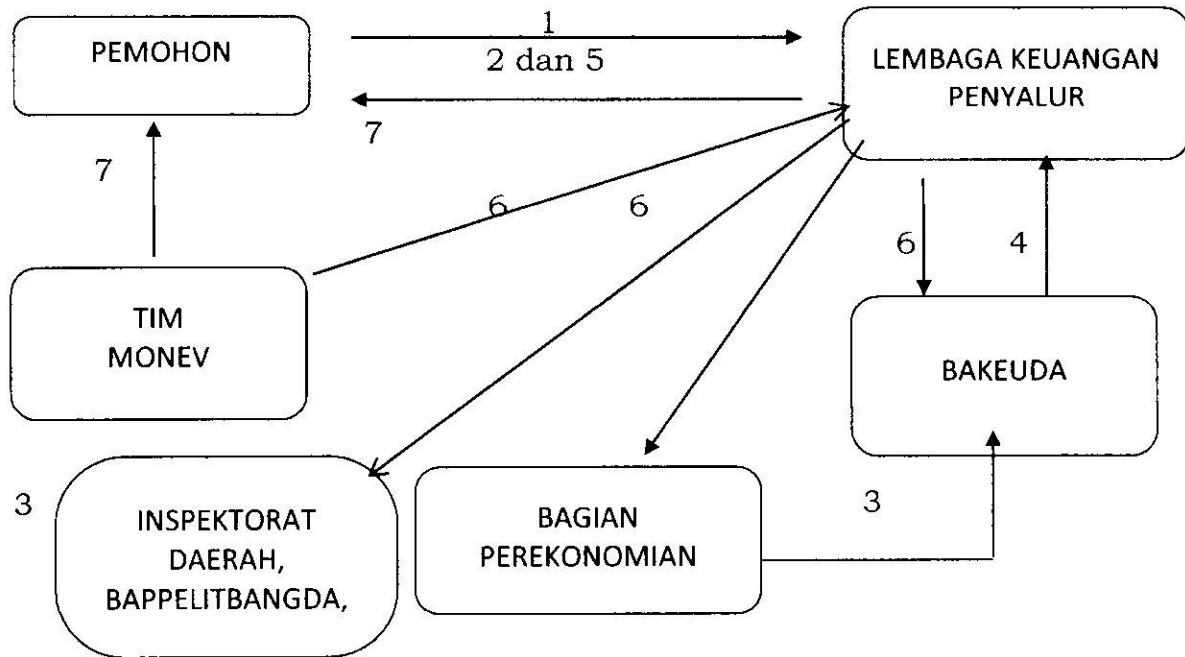 PEMOHON
1
2 dan 5
LEMBAGA KEUANGAN
PENYALUR
7
7
6
6
6
4
TIM
MONEV
BAKEUDA
3
INSPEKTORAT
DAERAH,
BAPPELITBANGDA,
BAGIAN
PEREKONOMIAN
3